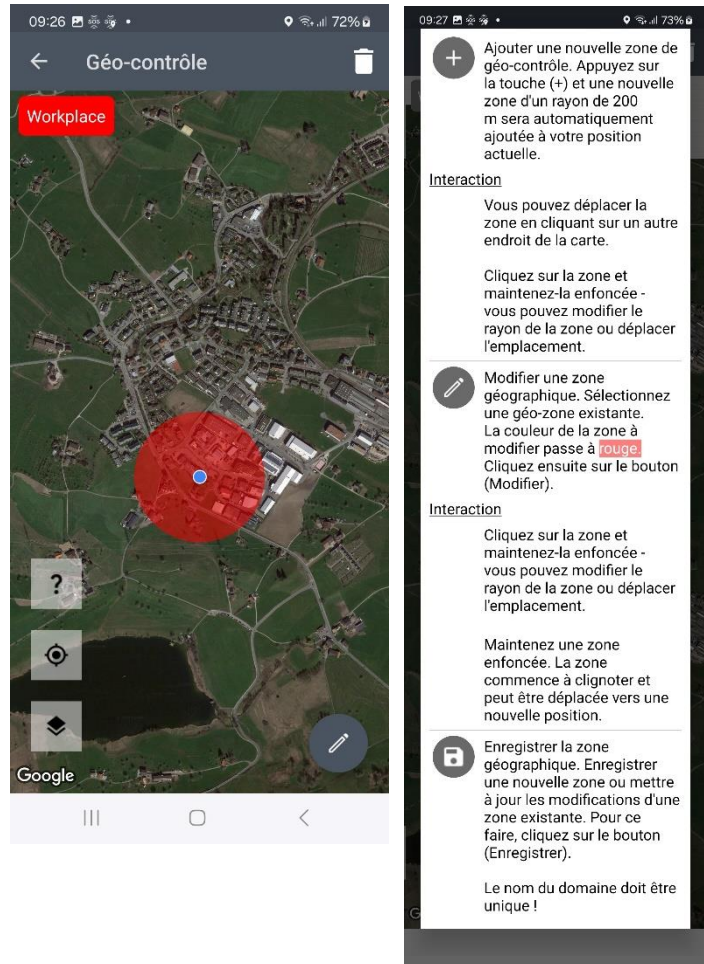 09:26
72%
Géo-contrôle
Workplace
?
Google
09:27
73%
Ajouter une nouvelle zone de
géo-contrôle. Appuyez sur
la touche (+) et une nouvelle
zone d'un rayon de 200
m sera automatiquement
ajoutée à votre position
actuelle.
Interaction
Vous pouvez déplacer la
zone en cliquant sur un autre
endroit de la carte.
Cliquez sur la zone et
maintenez-la enfoncée -
vous pouvez modifier le
rayon de la zone ou déplacer
l'emplacement.
Modifier une zone
géographique. Sélectionnez
une géo-zone existante.
La couleur de la zone à
modifier passe à rouge.
Cliquez ensuite sur le bouton
(Modifier).
Interaction
Cliquez sur la zone et
maintenez-la enfoncée -
vous pouvez modifier le
rayon de la zone ou déplacer
l'emplacement.
Maintenez une zone
enfoncée. La zone
commence à clignoter et
peut être déplacée vers une
nouvelle position.
Enregistrer la zone
géographique. Enregistrer
une nouvelle zone ou mettre
à jour les modifications d'une
zone existante. Pour ce
faire, cliquez sur le bouton
(Enregistrer).
Le nom du domaine doit être
unique !